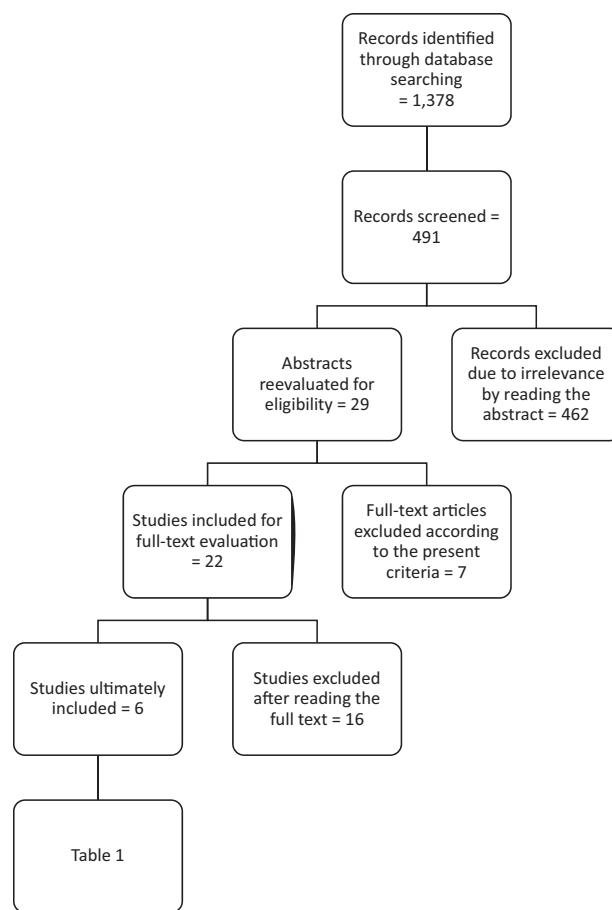 Records identified
through database
searching
= 1,378
Records screened =
491
Abstracts
reevaluated for
eligibility = 29
Records excluded
due to irrelevance
by reading the
abstract = 462
Studies included for
full-text evaluation
= 22
Full-text articles
excluded according
to the present
criteria = 7
Studies ultimately
included = 6
Studies excluded
after reading the
full text = 16
Table 1